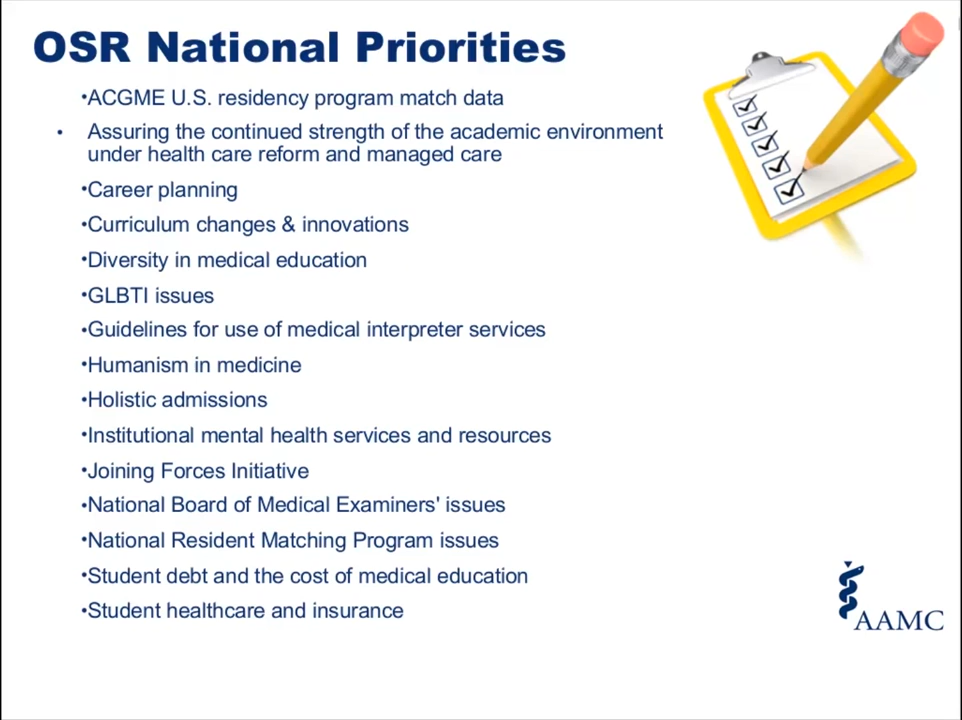 OSR National Priorities
•ACGME U.S. residency program match data
• Assuring the continued strength of the academic environment
under health care reform and managed care
•Career planning
•Curriculum changes & innovations
•Diversity in medical education
•GLBTI issues
•Guidelines for use of medical interpreter services
•Humanism in medicine
•Holistic admissions
•Institutional mental health services and resources
•Joining Forces Initiative
•National Board of Medical Examiners' issues
•National Resident Matching Program issues
•Student debt and the cost of medical education
•Student healthcare and insurance
AAMC